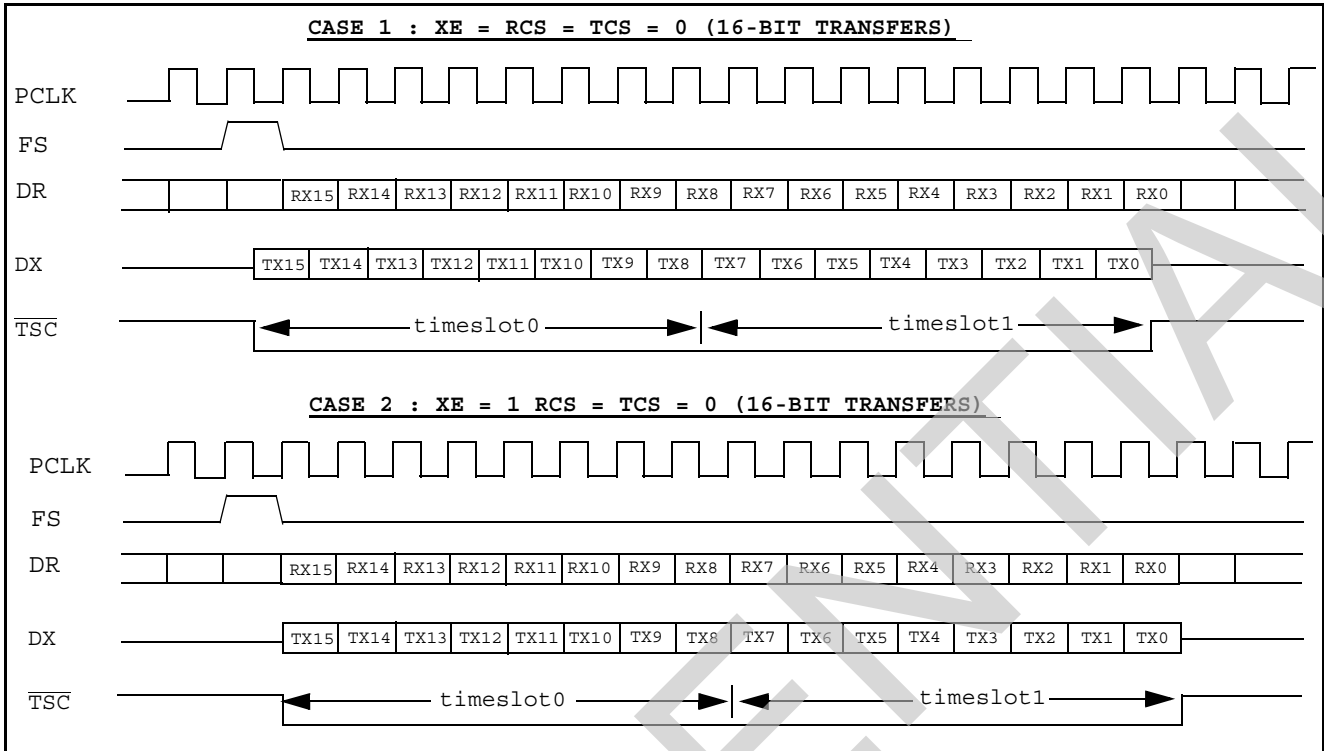 CASE 1 : XE = RCS = TCS = 0 (16-BIT TRANSFERS)
PCLK
FS
DR RX15 RX14 RX13 RX12 RX11 RX10 RX9 RX8 RX7 RX6 RX5 RX4 RX3 RX2 RX1 RX0
DX TX15 TX14 TX13 TX12 TX11 TX10 TX9 TX8 TX7 TX6 TX5 TX4 TX3 TX2 TX1 TX0
TSC timeslot0 timeslot1
CASE 2 : XE = 1 RCS = TCS = 0 (16-BIT TRANSFERS)
PCLK
FS
DR RX15 RX14 RX13 RX12 RX11 RX10 RX9 RX8 RX7 RX6 RX5 RX4 RX3 RX2 RX1 RX0
DX TX15 TX14 TX13 TX12 TX11 TX10 TX9 TX8 TX7 TX6 TX5 TX4 TX3 TX2 TX1 TX0
TSC timeslot0 timeslot1
ENTIA